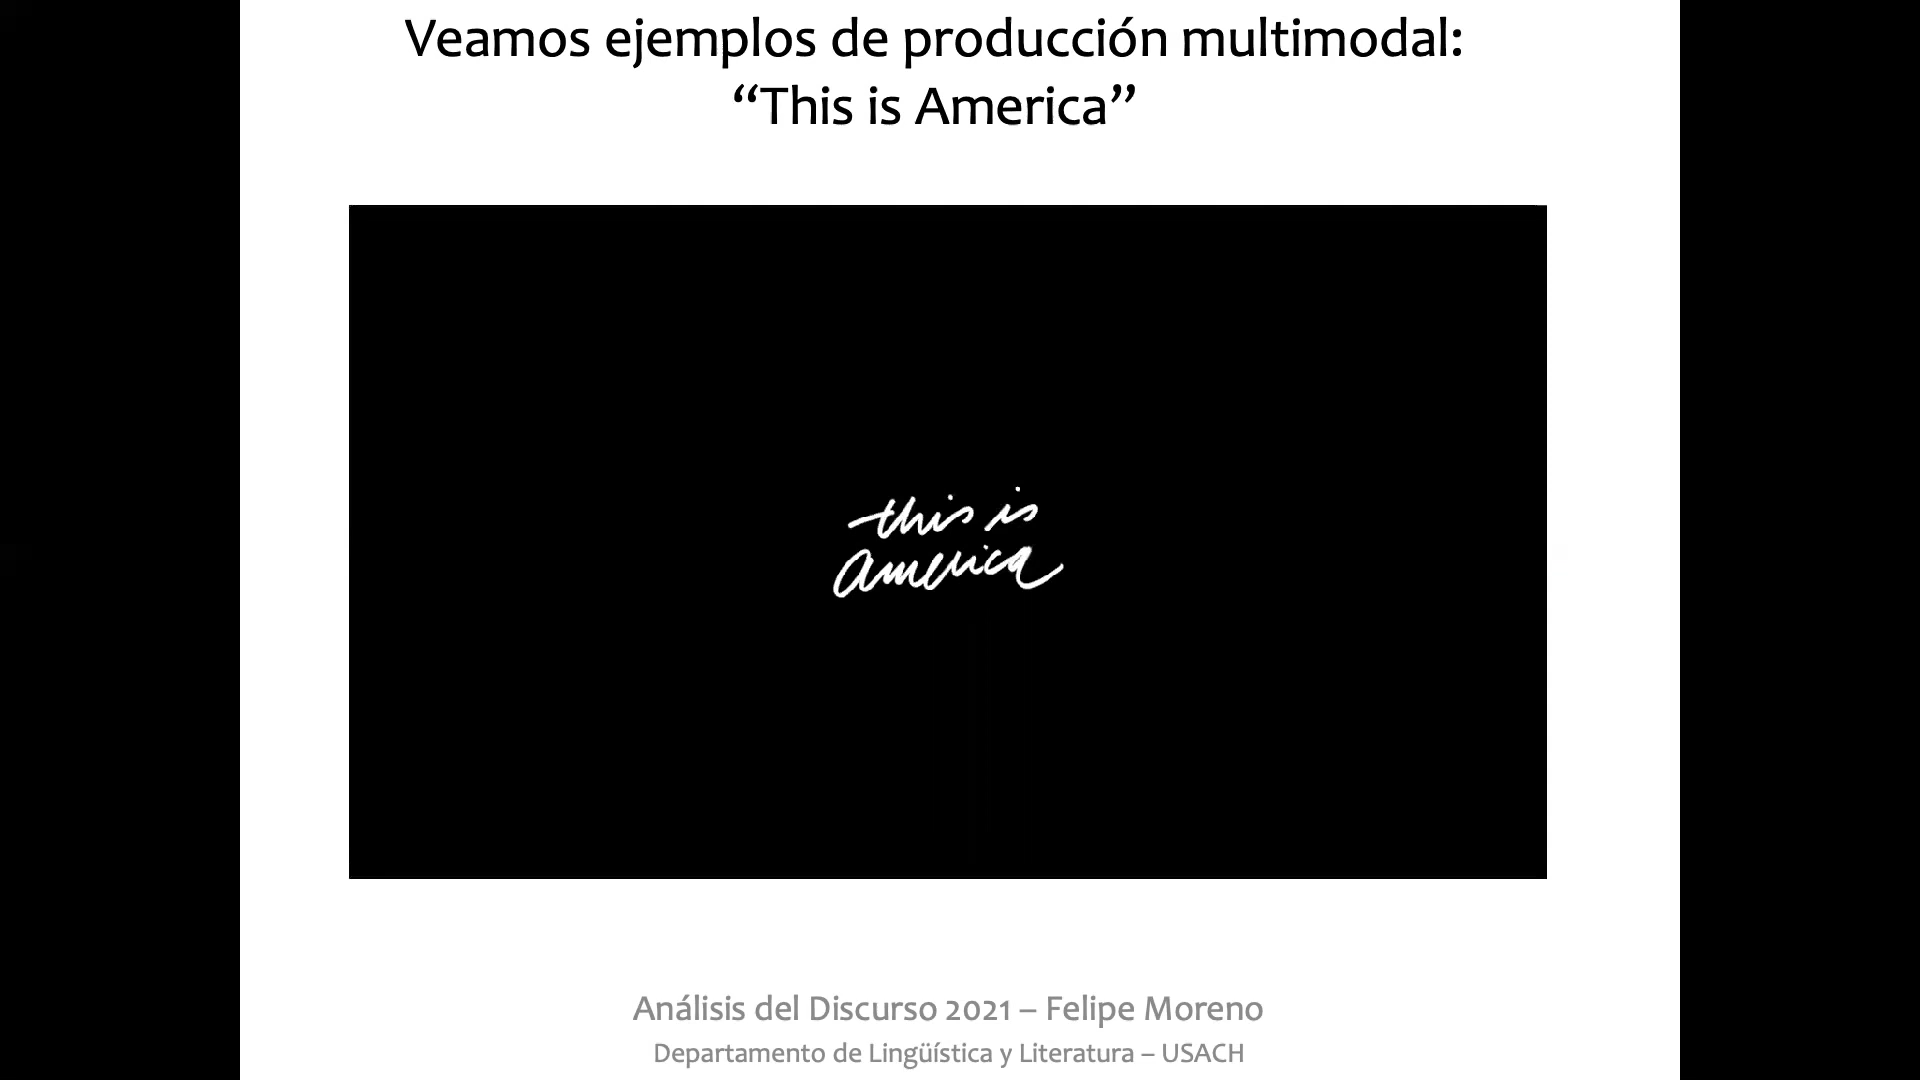 Veamos ejemplos de producción multimodal:
“This is America”
this is
america
Análisis del Discurso 2021 – Felipe Moreno
Departamento de Lingüística y Literatura – USACH